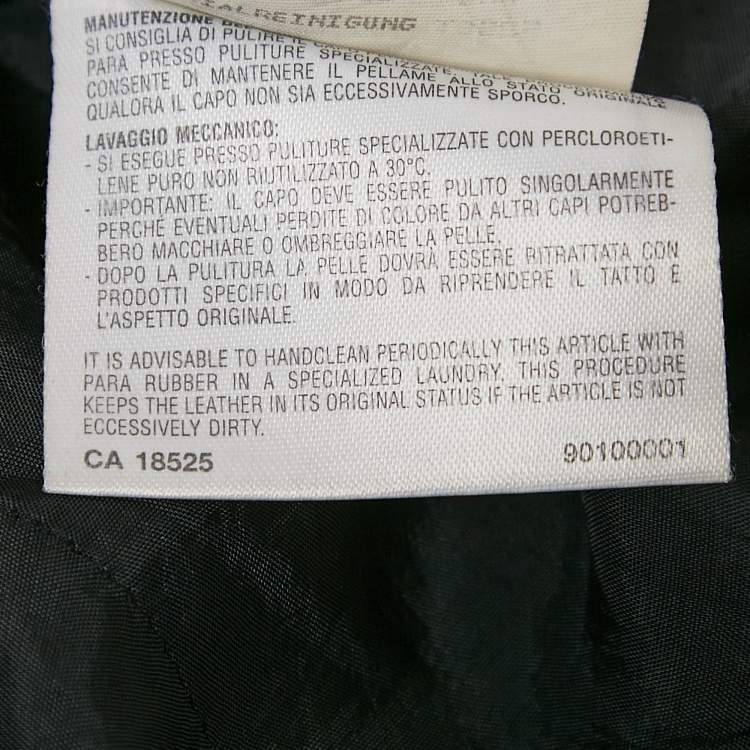 IALREINIGUNG
MANUTENZIONE
SI CONSIGLIA DI PULIRE IL
PARA PRESSO PULITURE SPECIALIZZATE.
CONSENTE DI MANTENERE IL PELLAME ALLO STATO ORIGINALE
QUALORA IL CAPO NON SIA ECCESSIVAMENTE SPORCO.
LAVAGGIO MECCANICO:
- SI ESEGUE PRESSO PULITURE SPECIALIZZATE CON PERCLOROETI-
LENE PURO NON RIUTILIZZATO A 30°C.
- IMPORTANTE: IL CAPO DEVE ESSERE PULITO SINGOLARMENTE
PERCHÉ EVENTUALI PERDITE DI COLORE DA ALTRI CAPI POTREB-
BERO MACCHIARE O OMBREGGIARE LA PELLE.
- DOPO LA PULITURA LA PELLE DOVRÀ ESSERE RITRATTATA CON
PRODOTTI SPECIFICI IN MODO DA RIPRENDERE IL TATTO E
L'ASPETTO ORIGINALE.
IT IS ADVISABLE TO HANDCLEAN PERIODICALLY THIS ARTICLE WITH
PARA RUBBER IN A SPECIALIZED LAUNDRY. THIS PROCEDURE
KEEPS THE LEATHER IN ITS ORIGINAL STATUS IF THE ARTICLE IS NOT
ECCESSIVELY DIRTY.
CA 18525 90100001